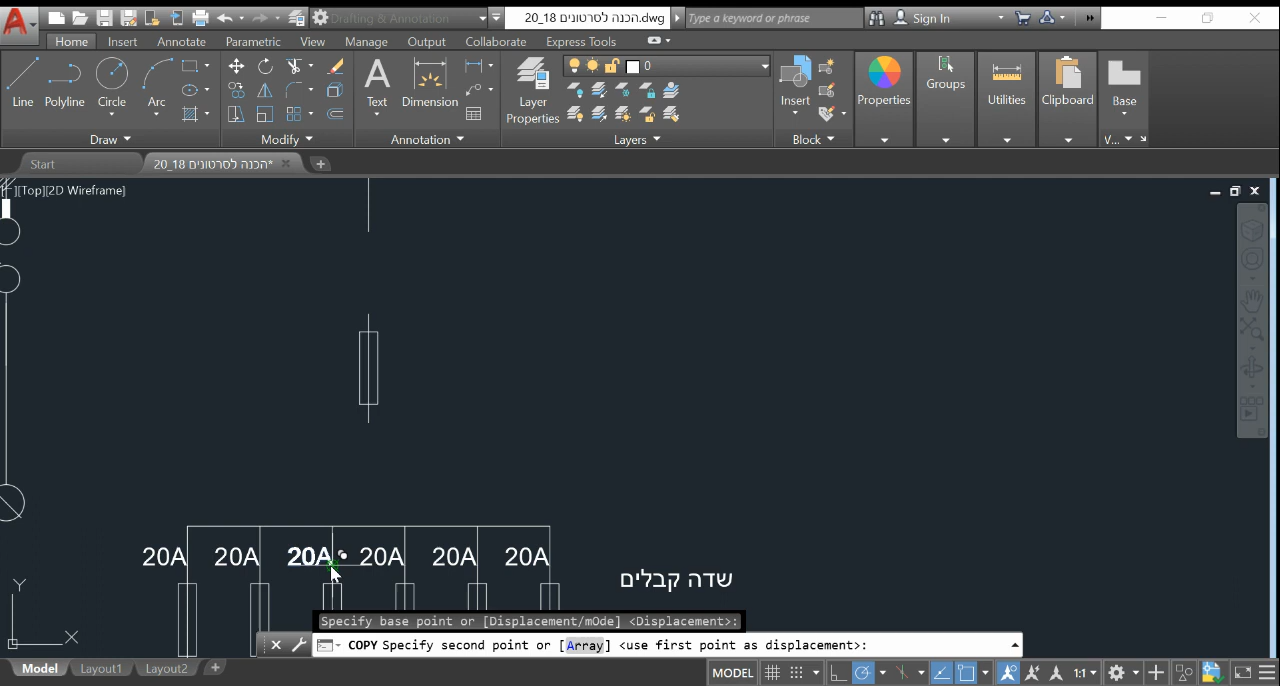 Drafting & Annotation
הכנה לסרטונים 18_20.dwg
Type a keyword or phrase
Sign In
Home Insert Annotate Parametric View Manage Output Collaborate Express Tools
Line Polyline Circle Arc
Text Dimension
Layer Properties
0
Insert
Properties
Groups
Utilities
Clipboard
Base
Draw Modify Annotation Layers Block V...
Start
הכנה לסרטונים 18_20*
][Top][2D Wireframe]
20A 20A 20A 20A 20A 20A
שדה קבלים
Y
X
Specify base point or [Displacement/mOde] <Displacement>:
COPY Specify second point or [Array] <use first point as displacement>:
Model Layout1 Layout2
MODEL
1:1